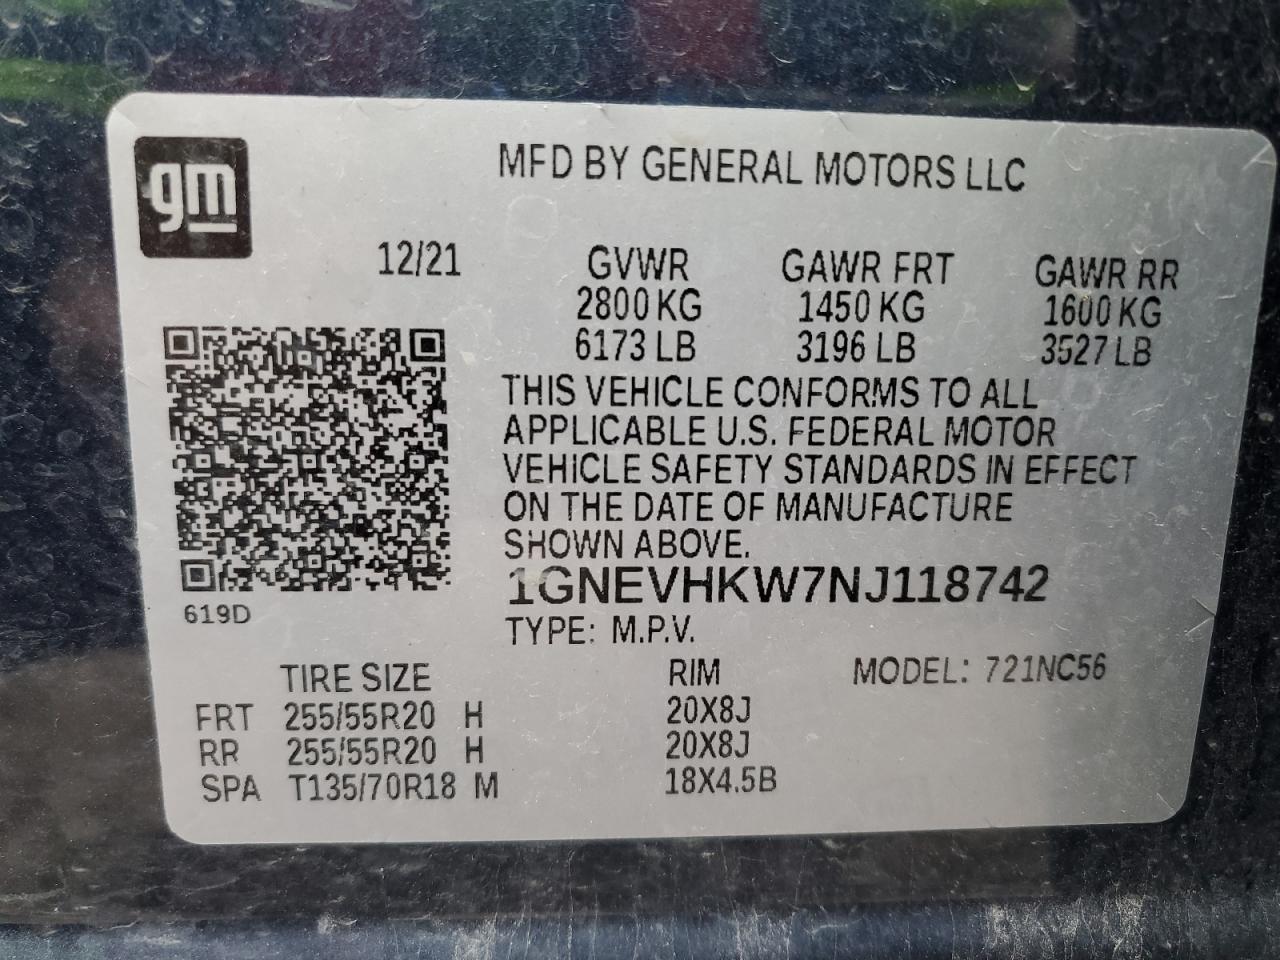 gm
MFD BY GENERAL MOTORS LLC
12/21 GVWR GAWR FRT GAWR RR
2800 KG 1450 KG 1600 KG
6173 LB 3196 LB 3527 LB
THIS VEHICLE CONFORMS TO ALL
APPLICABLE U.S. FEDERAL MOTOR
VEHICLE SAFETY STANDARDS IN EFFECT
ON THE DATE OF MANUFACTURE
SHOWN ABOVE.
1GNEVHKW7NJ118742
619D
TYPE: M.P.V.
TIRE SIZE RIM MODEL: 721NC56
FRT 255/55R20 H 20X8J
RR 255/55R20 H 20X8J
SPA T135/70R18 M 18X4.5B